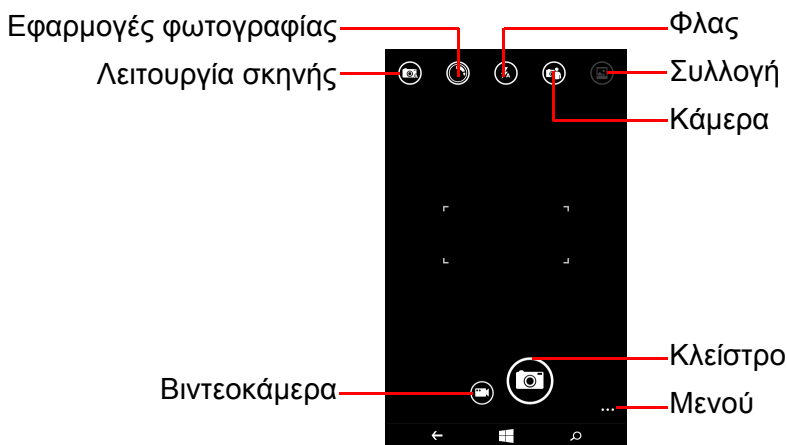 Εφαρμογές φωτογραφίας
Φλας
Λειτουργία σκηνής
Συλλογή
Κάμερα
Κλείστρο
Βιντεοκάμερα
Μενού